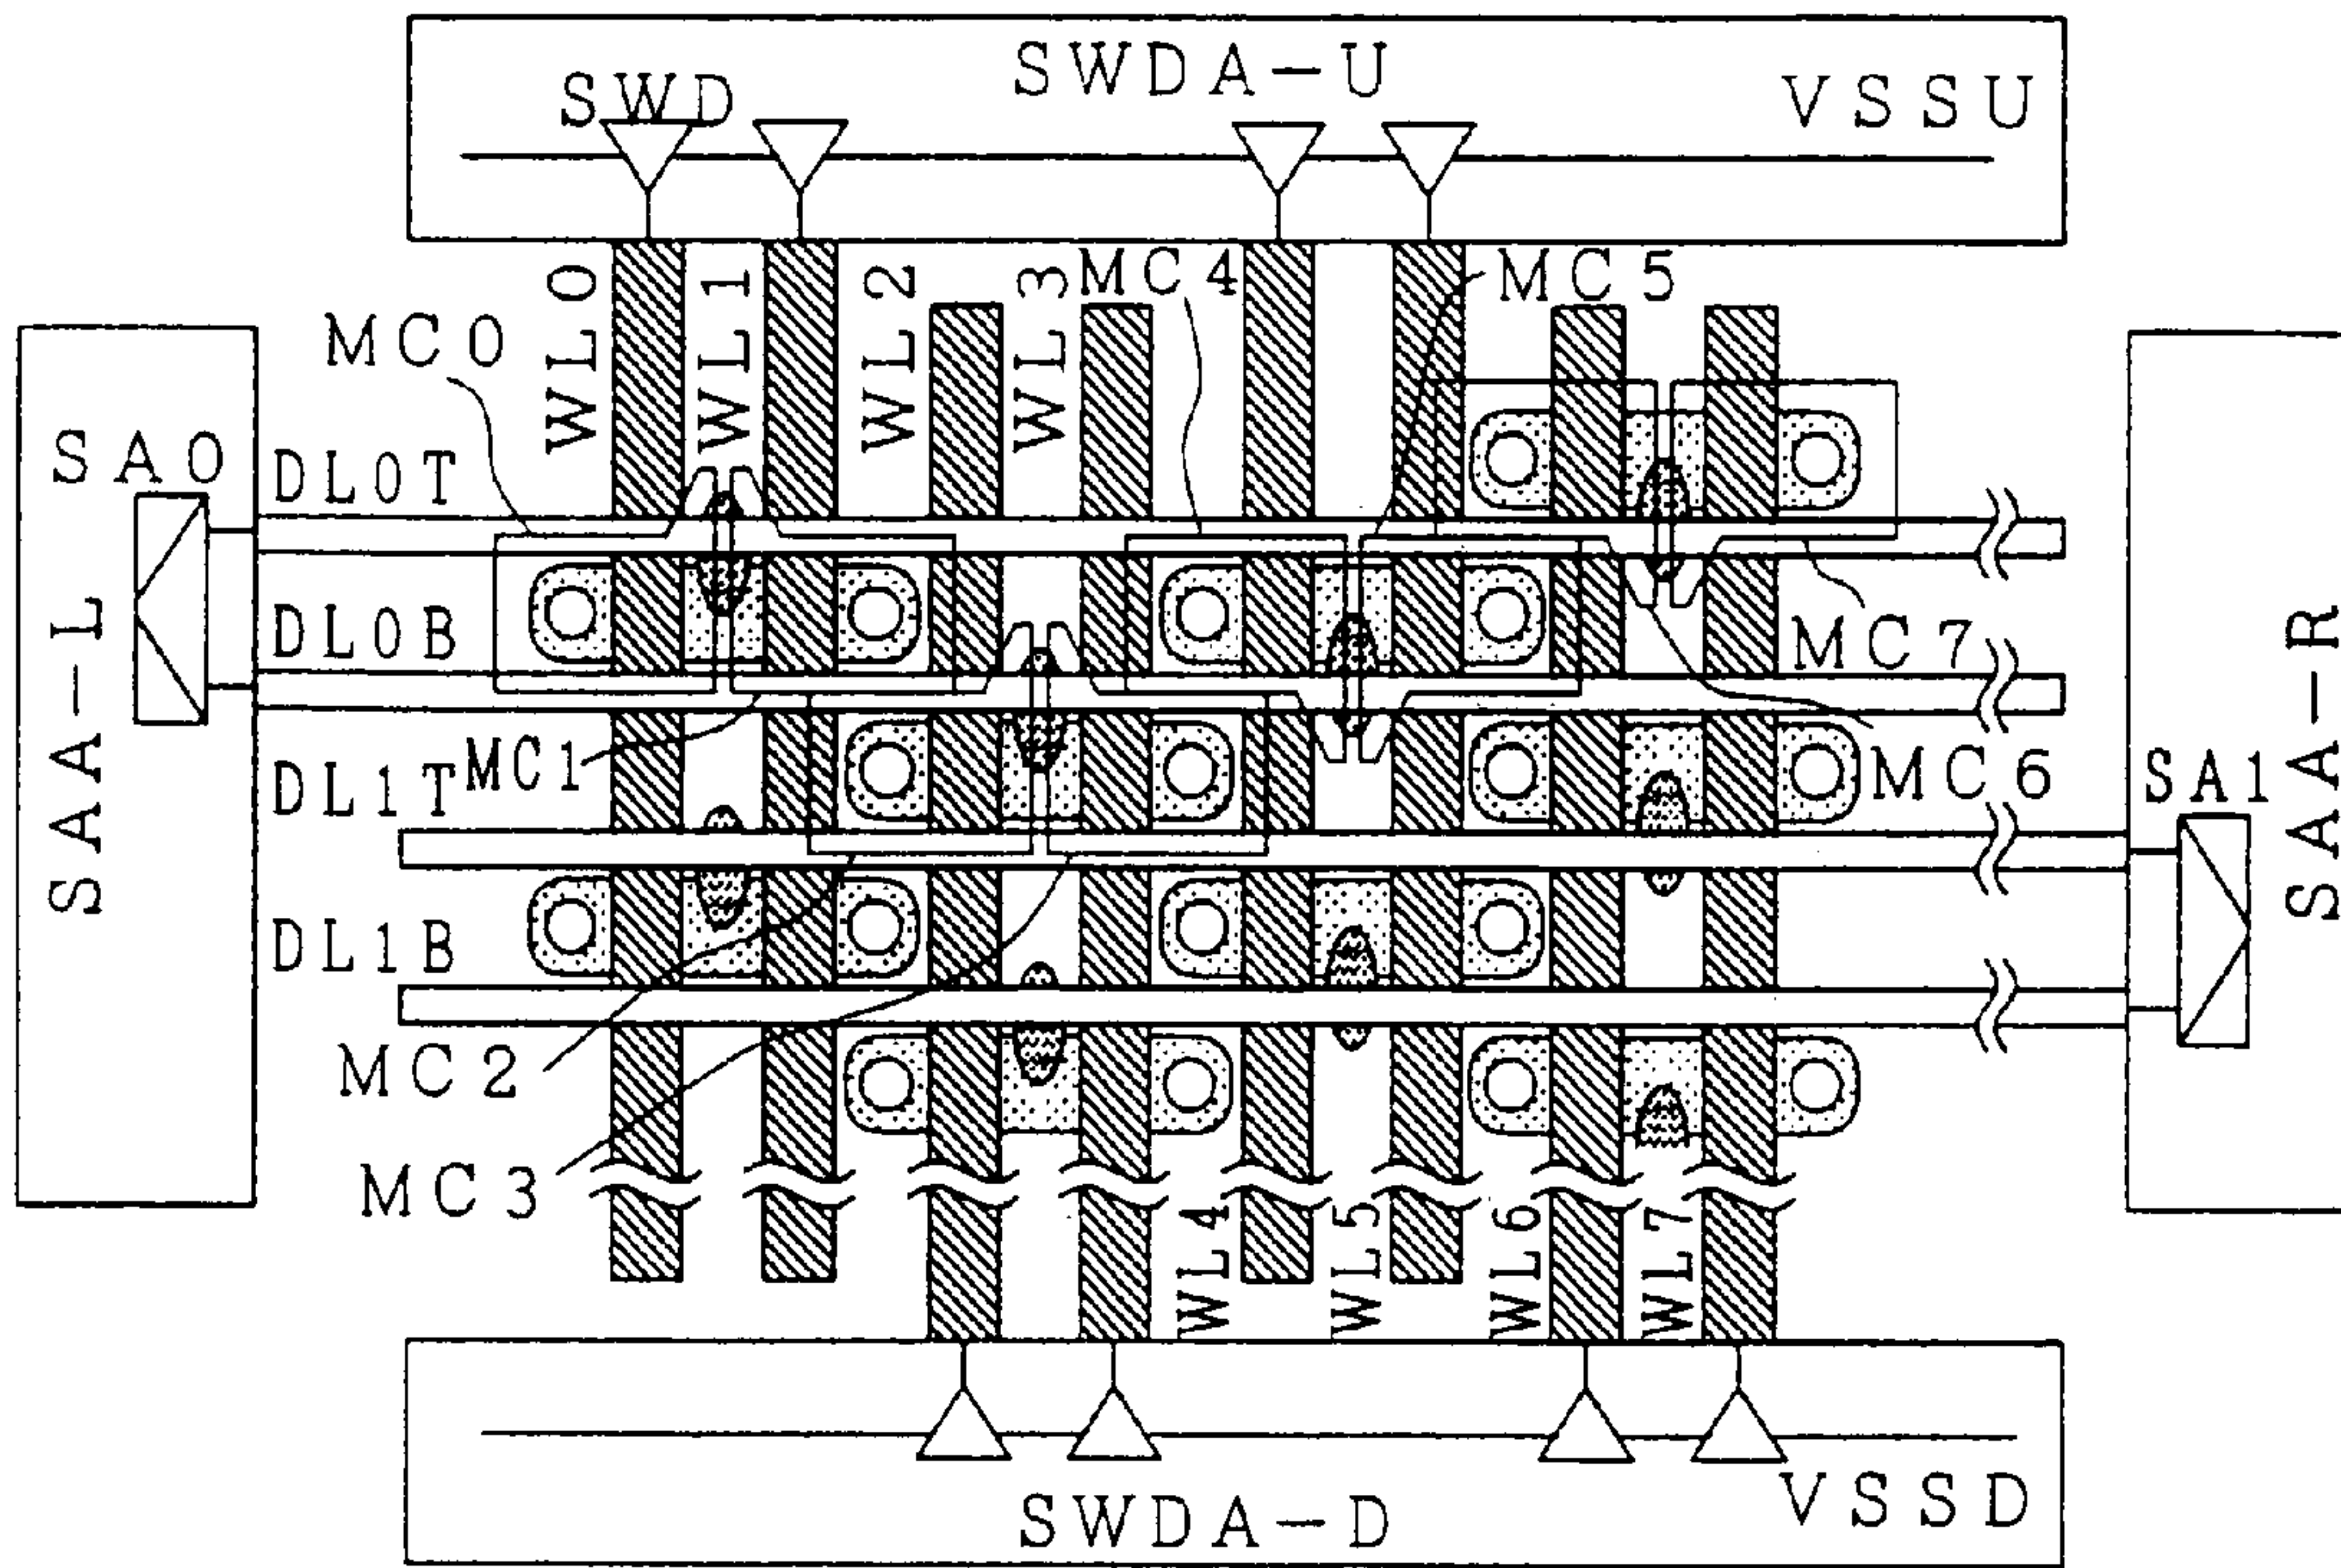 SWDA-U
SWD
VSSU
WL0
WL1
WL2
WL3
MC4
MC5
MC0
SA0
DL0T
SAA-L
DL0B
MC7
SAA-R
MC1
DL1T
MC6
SA1
DL1B
MC2
MC3
WL4
WL5
WL6
WL7
VSSD
SWDA-D